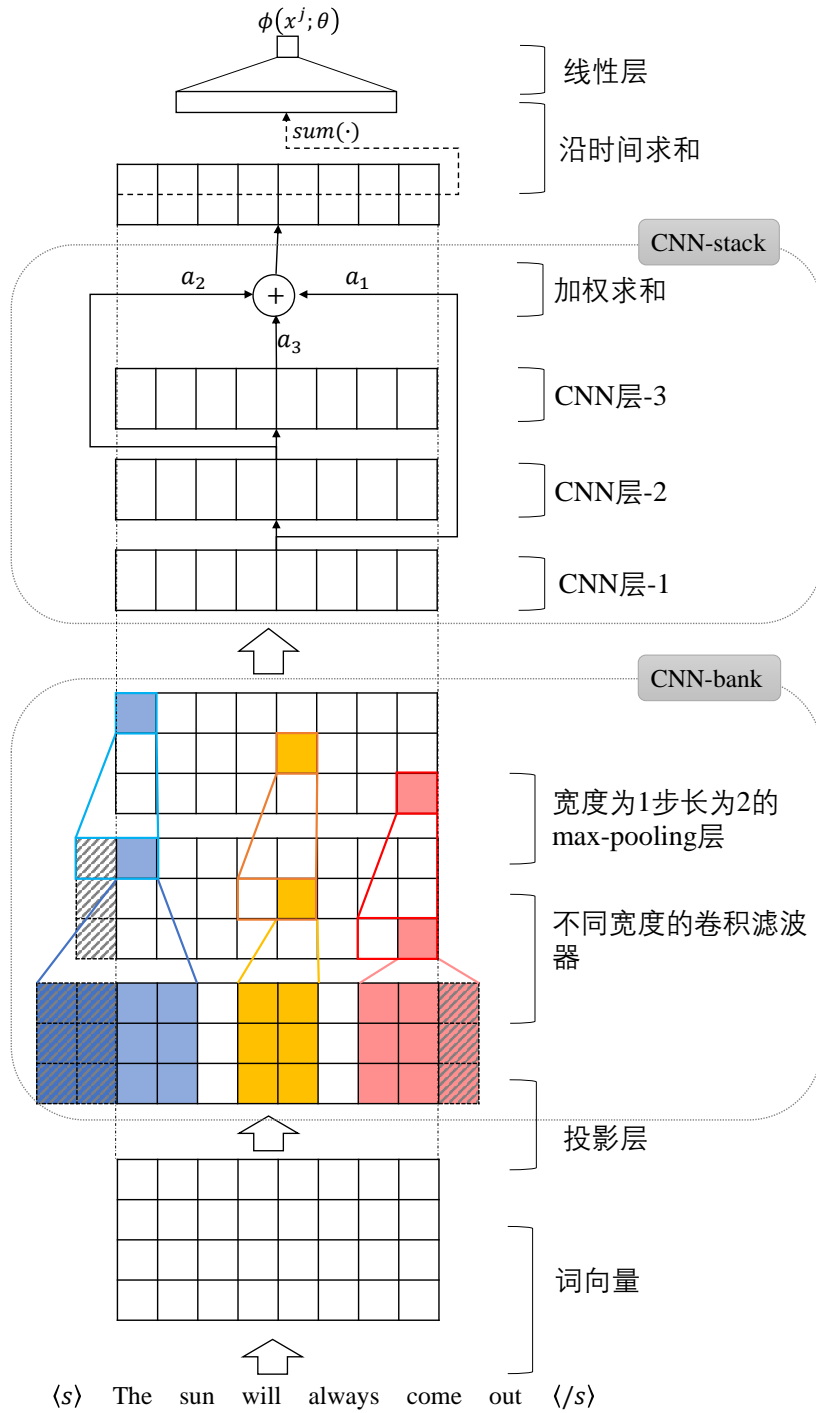 ϕ(x^j; θ)
线性层
sum(·)
沿时间求和
CNN-stack
a₂
a₁
加权求和
+
a₃
CNN层-3
CNN层-2
CNN层-1
CNN-bank
宽度为1步长为2的
max-pooling层
不同宽度的卷积滤波
器
投影层
词向量
⟨s⟩ The sun will always come out ⟨/s⟩